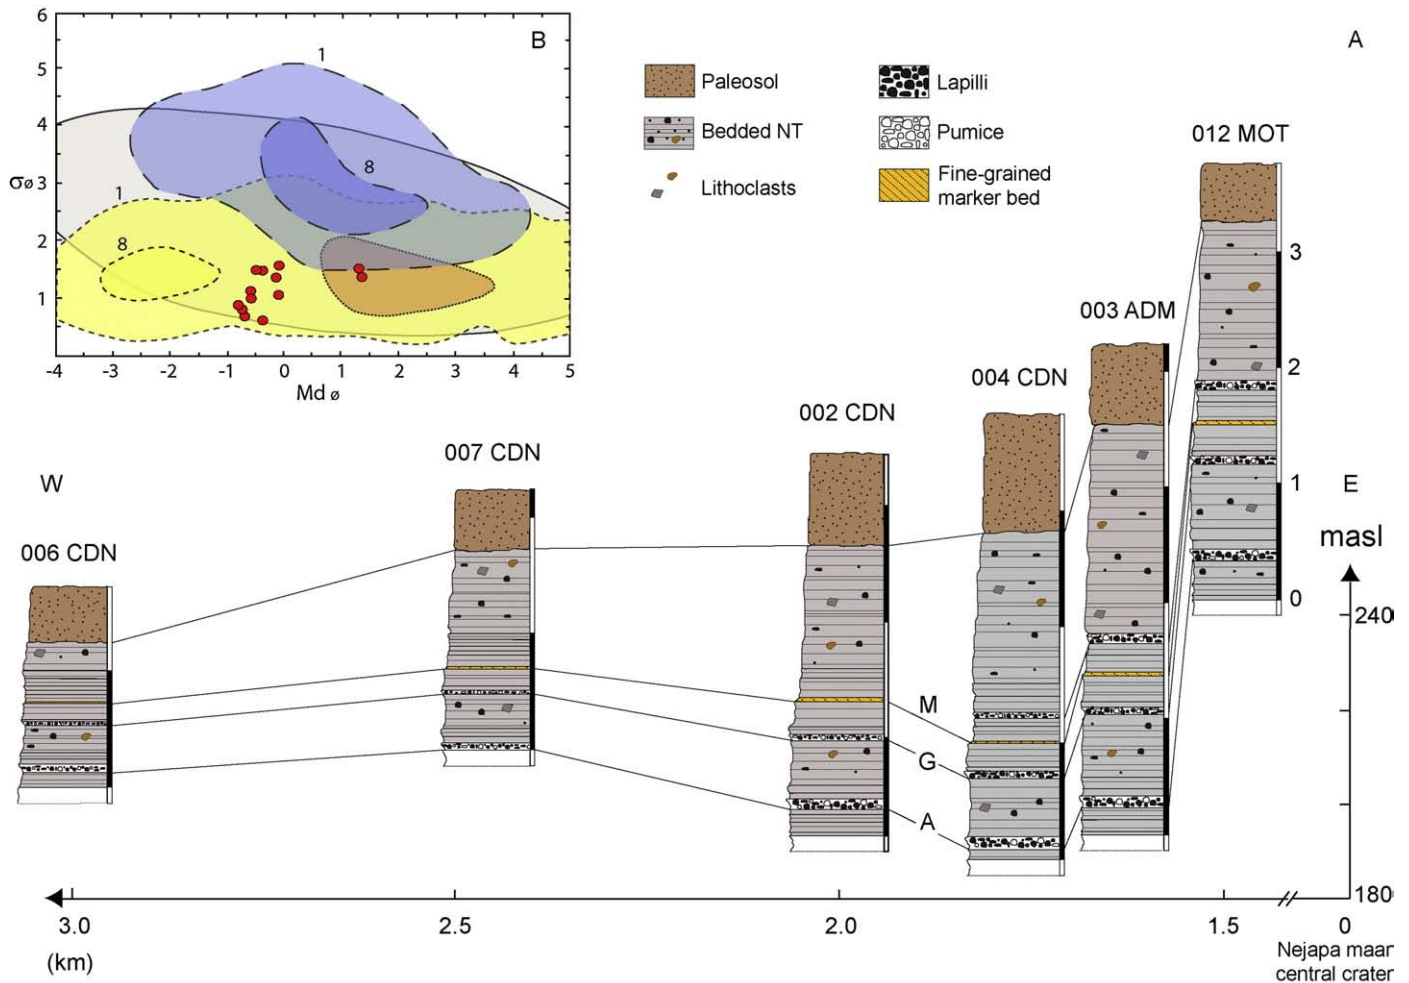 6
5
4
σø 3
2
1
0
-4 -3 -2 -1 0 1 2 3 4 5
Md ø
B
1
8
1
8
Paleosol
Bedded NT
Lithoclasts
Lapilli
Pumice
Fine-grained
marker bed
A
012 MOT
003 ADM
004 CDN
002 CDN
007 CDN
006 CDN
W
E
masl
3
2
1
0
240
180
M
G
A
3.0 2.5 2.0 1.5 0
(km)
Nejapa maar
central crater